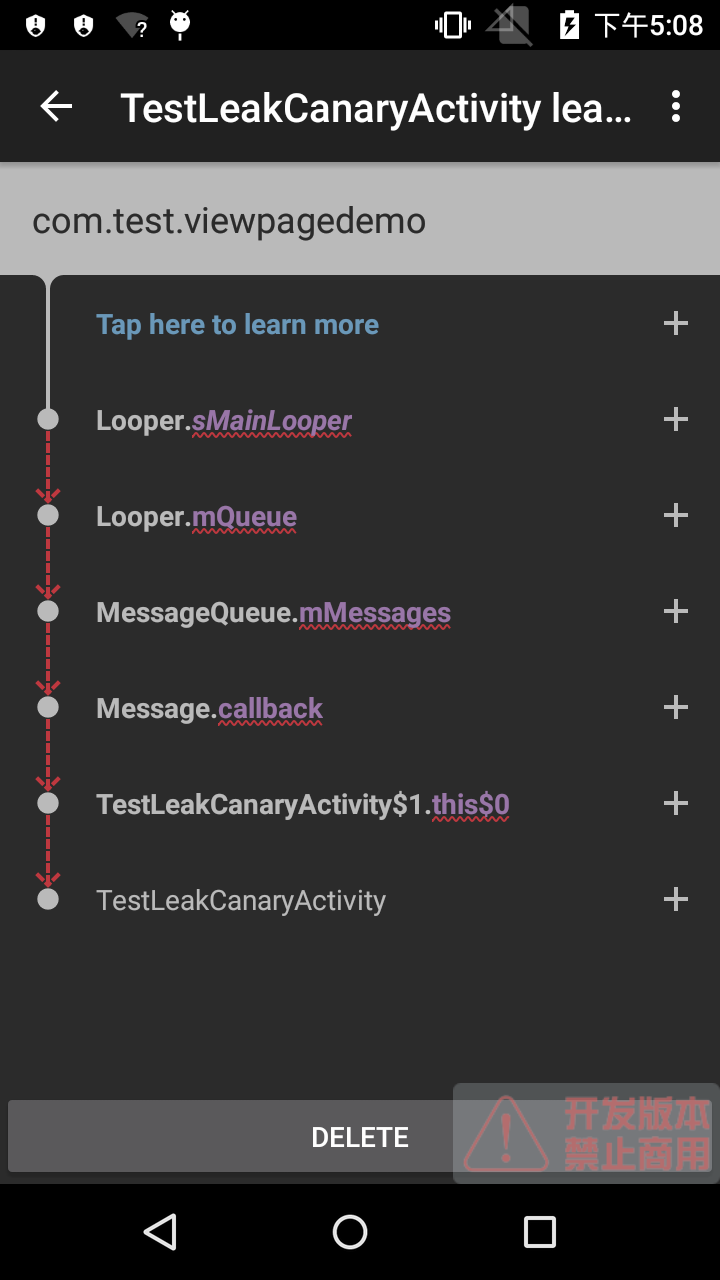 下午5:08
TestLeakCanaryActivity lea...
com.test.viewpagedemo
Tap here to learn more
Looper.sMainLooper
Looper.mQueue
MessageQueue.mMessages
Message.callback
TestLeakCanaryActivity$1.this$0
TestLeakCanaryActivity
DELETE
开发版本
禁止商用